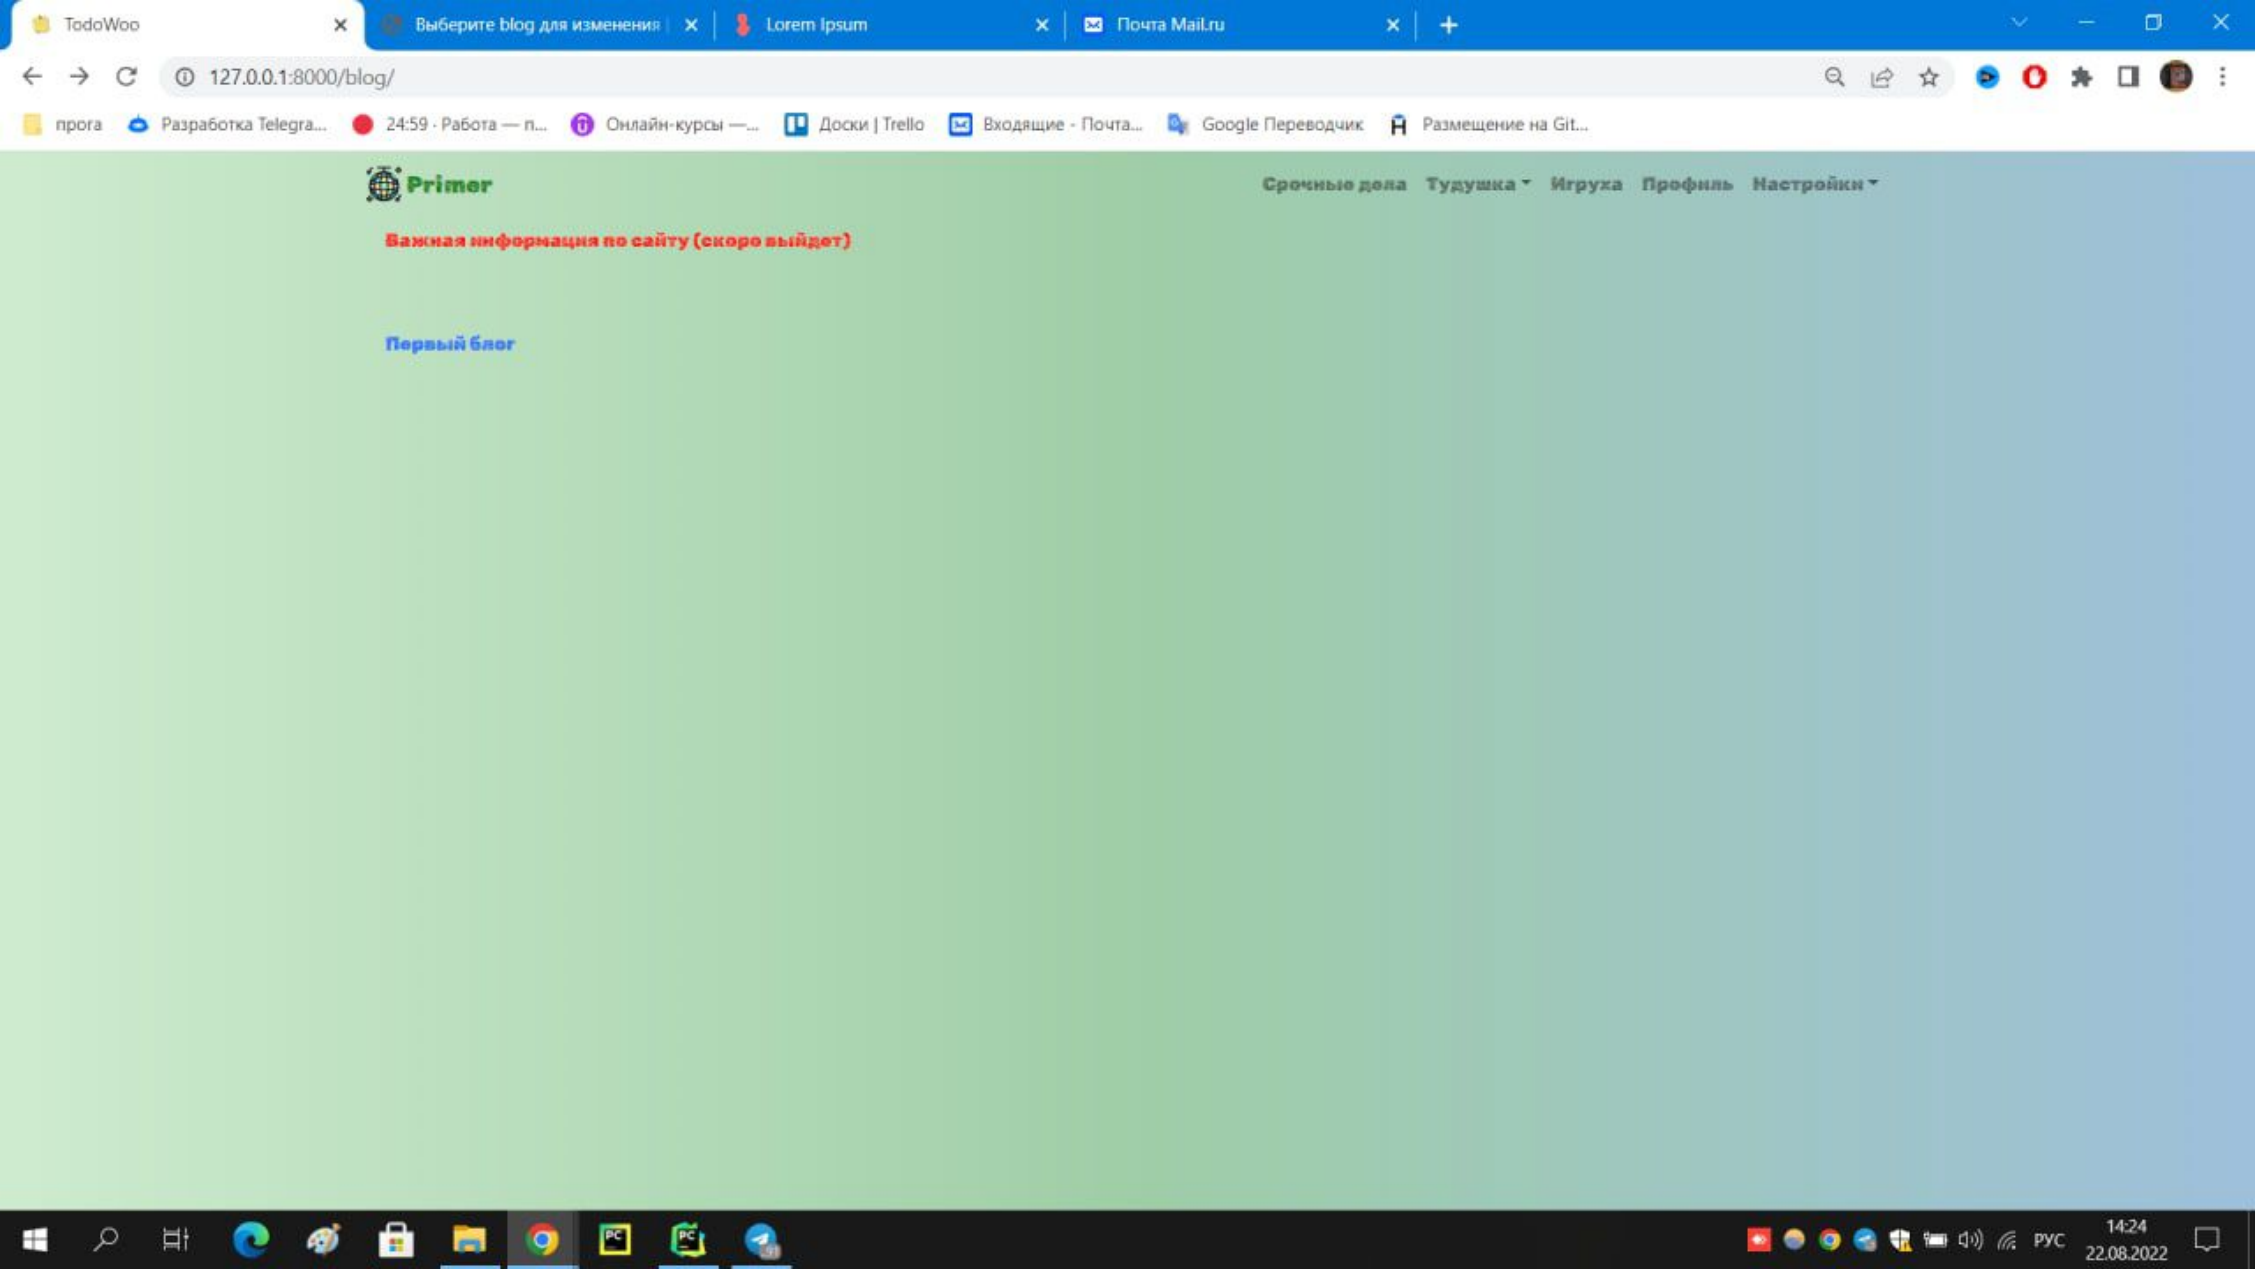 TodoWoo
Выберите blog для изменения
Lorem Ipsum
Почта Mail.ru
127.0.0.1:8000/blog/
прога
Разработка Telegra...
24:59 - Работа — п...
Онлайн-курсы —...
Доски | Trello
Входящие - Почта...
Google Переводчик
Размещение на Git...
Primer
Срочные дела
Тудушка
Игруха
Профиль
Настройки
Важная информация по сайту (скоро выйдет)
Первый блог
PC
PC
РУС
14:24
22.08.2022